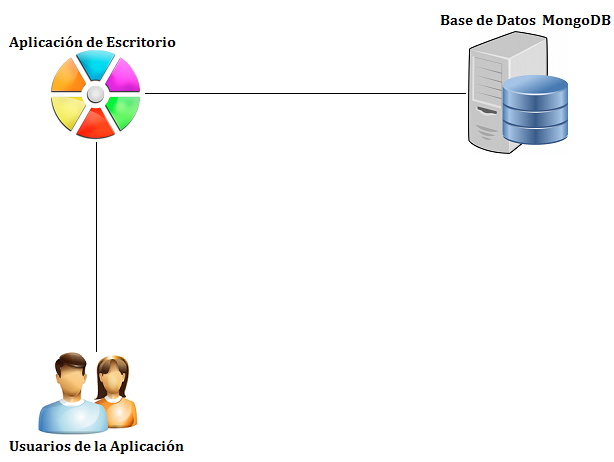 Base de Datos MongoDB
Aplicación de Escritorio
Usuarios de la Aplicación